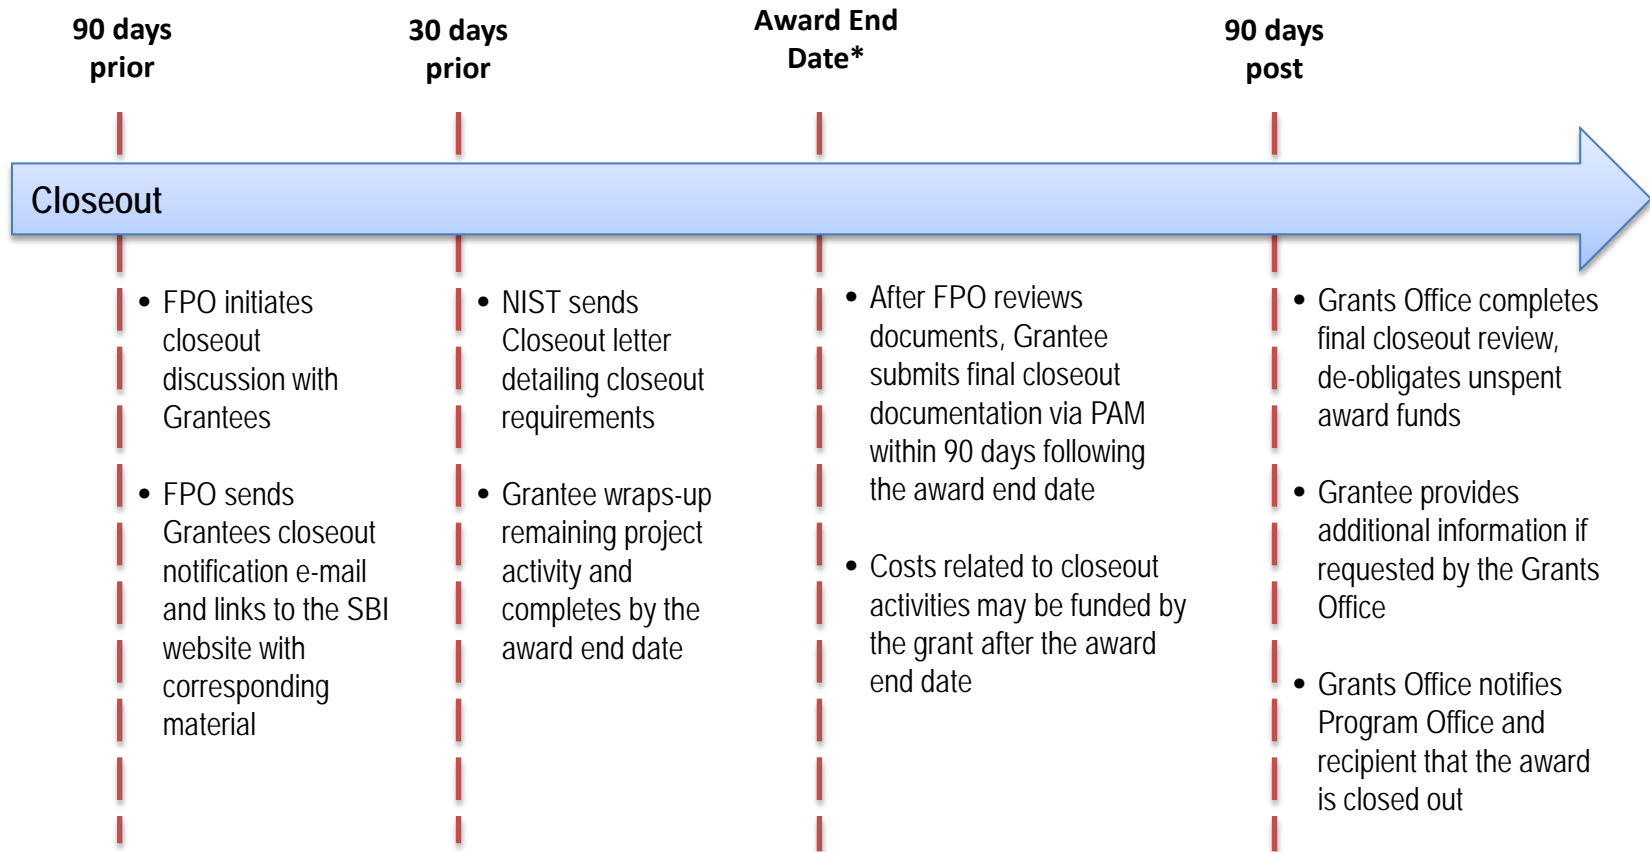 90 days
prior
30 days
prior
Award End
Date*
90 days
post
Closeout
• FPO initiates
closeout
discussion with
Grantees
• FPO sends
Grantees closeout
notification e-mail
and links to the SBI
website with
corresponding
material
• NIST sends
Closeout letter
detailing closeout
requirements
• Grantee wraps-up
remaining project
activity and
completes by the
award end date
• After FPO reviews
documents, Grantee
submits final closeout
documentation via PAM
within 90 days following
the award end date
• Costs related to closeout
activities may be funded by
the grant after the award
end date
• Grants Office completes
final closeout review,
de-obligates unspent
award funds
• Grantee provides
additional information if
requested by the Grants
Office
• Grants Office notifies
Program Office and
recipient that the award
is closed out